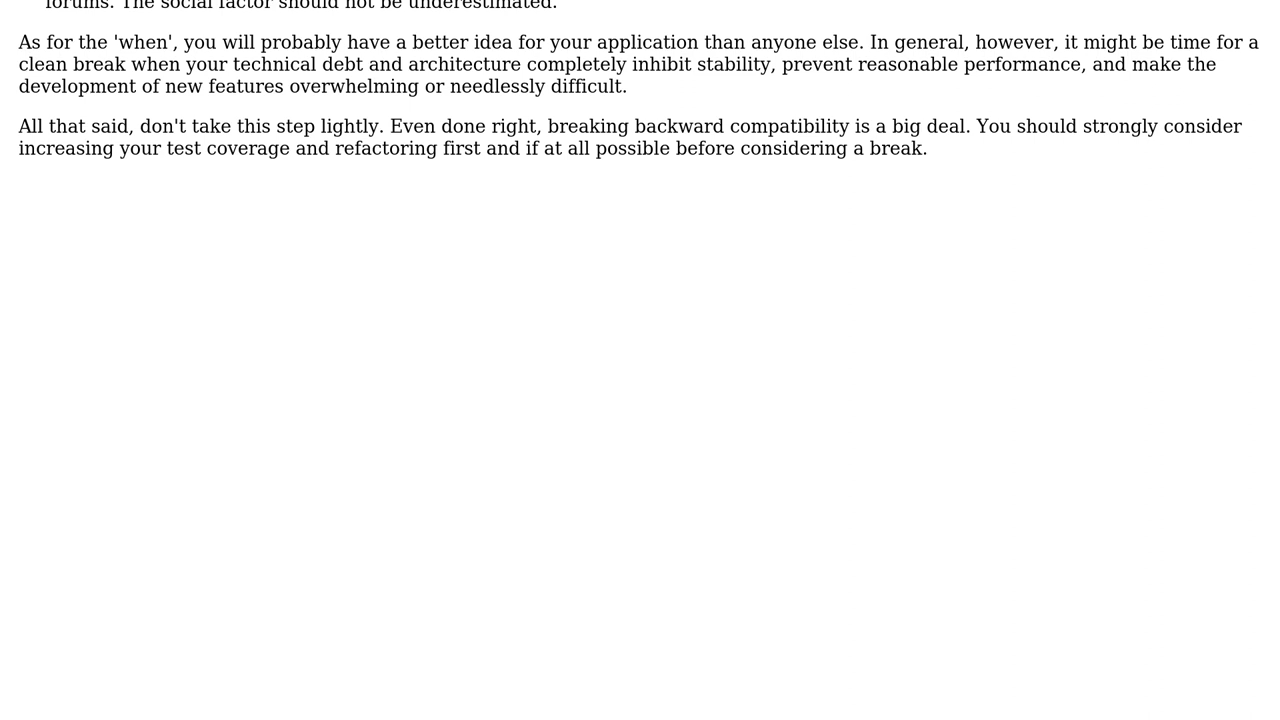 forums. The social factor should not be underestimated.
As for the 'when', you will probably have a better idea for your application than anyone else. In general, however, it might be time for a
clean break when your technical debt and architecture completely inhibit stability, prevent reasonable performance, and make the
development of new features overwhelming or needlessly difficult.
All that said, don't take this step lightly. Even done right, breaking backward compatibility is a big deal. You should strongly consider
increasing your test coverage and refactoring first and if at all possible before considering a break.